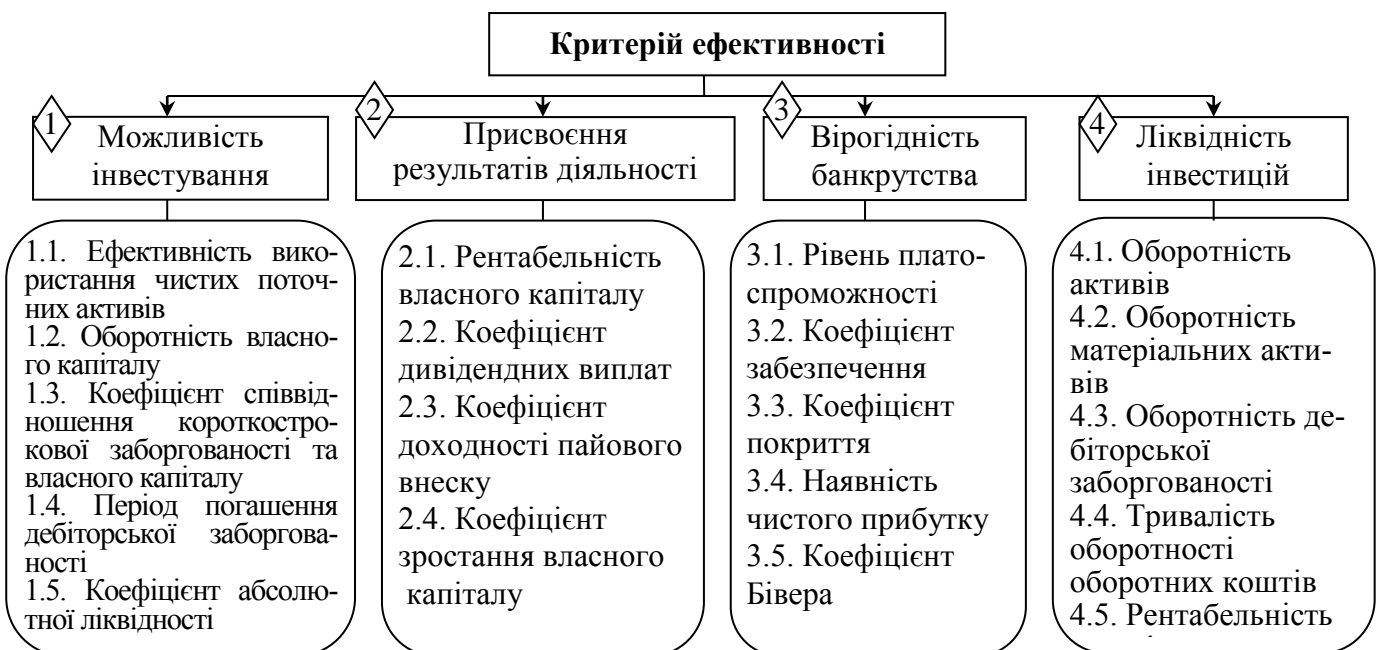 Критерій ефективності
1
Можливість
інвестування
2
Присвоєння
результатів діяльності
3
Вірогідність
банкрутства
4
Ліквідність
інвестицій
1.1. Ефективність вико-
ристання чистих поточ-
них активів
1.2. Оборотність власно-
го капіталу
1.3. Коефіцієнт співвід-
ношення короткостро-
кової заборгованості та
власного капіталу
1.4. Період погашення
дебіторської заборгова-
ності
1.5. Коефіцієнт абсолю-
тної ліквідності
2.1. Рентабельність
власного капіталу
2.2. Коефіцієнт
дивідендних виплат
2.3. Коефіцієнт
доходності пайового
внеску
2.4. Коефіцієнт
зростання власного
капіталу
3.1. Рівень плато-
спроможності
3.2. Коефіцієнт
забезпечення
3.3. Коефіцієнт
покриття
3.4. Наявність
чистого прибутку
3.5. Коефіцієнт
Бівера
4.1. Оборотність
активів
4.2. Оборотність
матеріальних акти-
вів
4.3. Оборотність де-
біторської
заборгованості
4.4. Тривалість
оборотності
оборотних коштів
4.5. Рентабельність